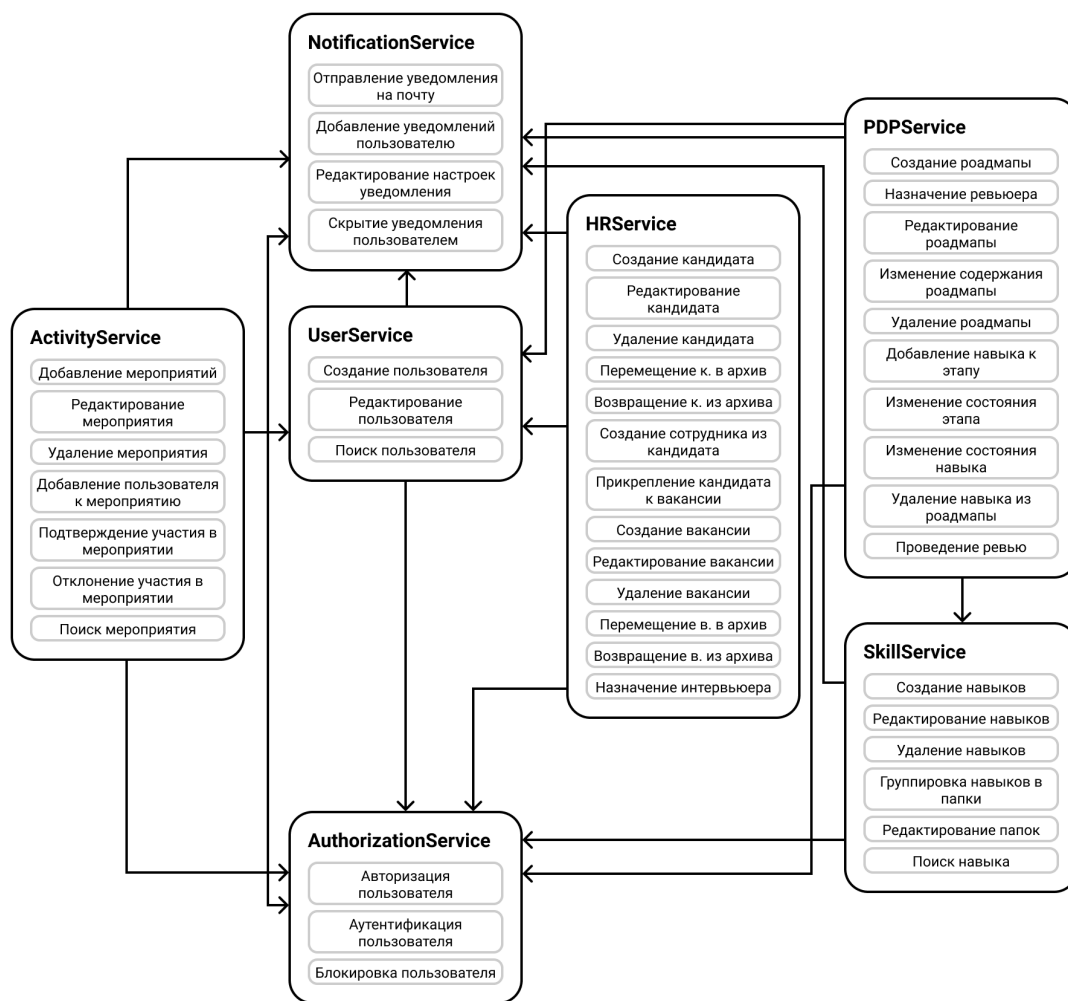 NotificationService
Отправление уведомления
на почту
Добавление уведомлений
пользователю
Редактирование настроек
уведомления
Скрытие уведомления
пользователем
PDPService
Создание роадмапы
Назначение ревьюера
Редактирование
роадмапы
Изменение содержания
роадмапы
Удаление роадмапы
Добавление навыка к
этапу
Изменение состояния
этапа
Изменение состояния
навыка
Удаление навыка из
роадмапы
Проведение ревью
HRService
Создание кандидата
Редактирование
кандидата
Удаление кандидата
Перемещение к. в архив
Возвращение к. из архива
Создание сотрудника из
кандидата
Прикрепление кандидата
к вакансии
Создание вакансии
Редактирование вакансии
Удаление вакансии
Перемещение в. в архив
Возвращение в. из архива
Назначение интервьюера
ActivityService
Добавление мероприятий
Редактирование
мероприятия
Удаление мероприятия
Добавление пользователя
к мероприятию
Подтверждение участия в
мероприятии
Отклонение участия в
мероприятии
Поиск мероприятия
UserService
Создание пользователя
Редактирование
пользователя
Поиск пользователя
SkillService
Создание навыков
Редактирование навыков
Удаление навыков
Группировка навыков в
папки
Редактирование папок
Поиск навыка
AuthorizationService
Авторизация
пользователя
Аутентификация
пользователя
Блокировка пользователя